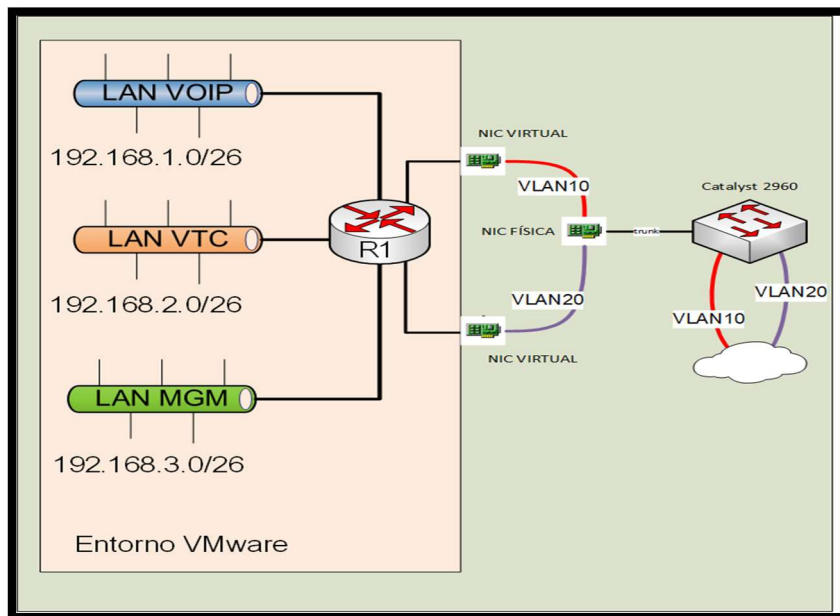 LAN VOIP
192.168.1.0/26
LAN VTC
192.168.2.0/26
LAN MGM
192.168.3.0/26
Entorno VMware
R1
NIC VIRTUAL
VLAN10
NIC FÍSICA
trunk
VLAN20
NIC VIRTUAL
Catalyst 2960
VLAN10
VLAN20